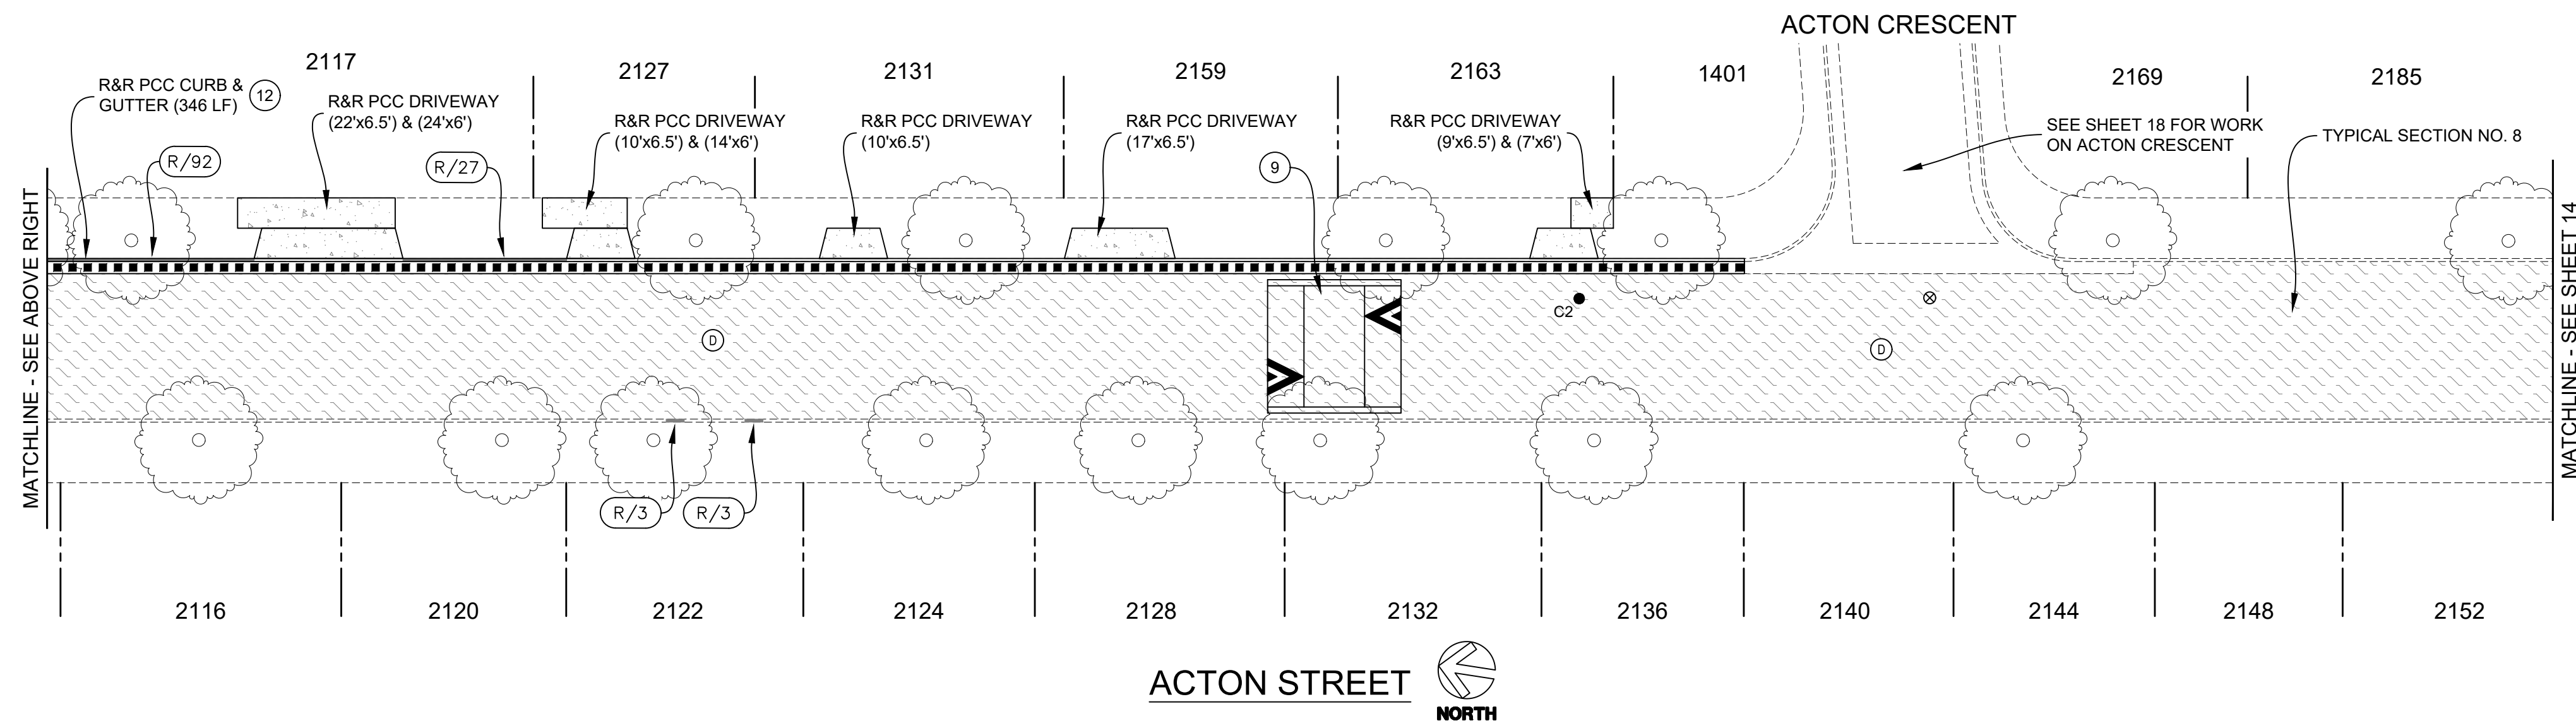 ACTON CRESCENT
2117
2127
2131
2159
2163
1401
2169
2185
R&R PCC CURB &
GUTTER (346 LF)
12
R&R PCC DRIVEWAY
(22'x6.5') & (24'x6')
R&R PCC DRIVEWAY
(10'x6.5') & (14'x6')
R&R PCC DRIVEWAY
(10'x6.5')
R&R PCC DRIVEWAY
(17'x6.5')
R&R PCC DRIVEWAY
(9'x6.5') & (7'x6')
SEE SHEET 18 FOR WORK
ON ACTON CRESCENT
TYPICAL SECTION NO. 8
R/92
R/27
9
MATCHLINE - SEE ABOVE RIGHT
MATCHLINE - SEE SHEET 14
C2
D
D
R/3
R/3
2116
2120
2122
2124
2128
2132
2136
2140
2144
2148
2152
ACTON STREET
NORTH